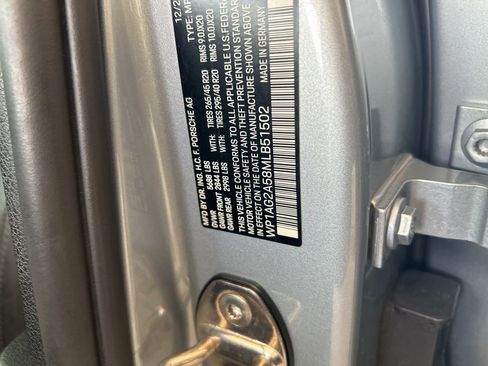 MFD BY DR. ING. H.C. F. PORSCHE AG 12/2
GVWR 5688 LBS WITH: TYPE: MP
GAWR FRONT 2844 LBS WITH: TIRES 265/45 R20 RIMS 9.0JX20
GAWR REAR 2998 LBS WITH: TIRES 295/40 R20 RIMS 10.0JX20
THIS VEHICLE CONFORMS TO ALL APPLICABLE U.S. FEDERAL
MOTOR VEHICLE SAFETY AND THEFT PREVENTION STANDARD
IN EFFECT ON THE DATE OF MANUFACTURE SHOWN ABOVE
WP1AG2A58MLB51502 MADE IN GERMANY